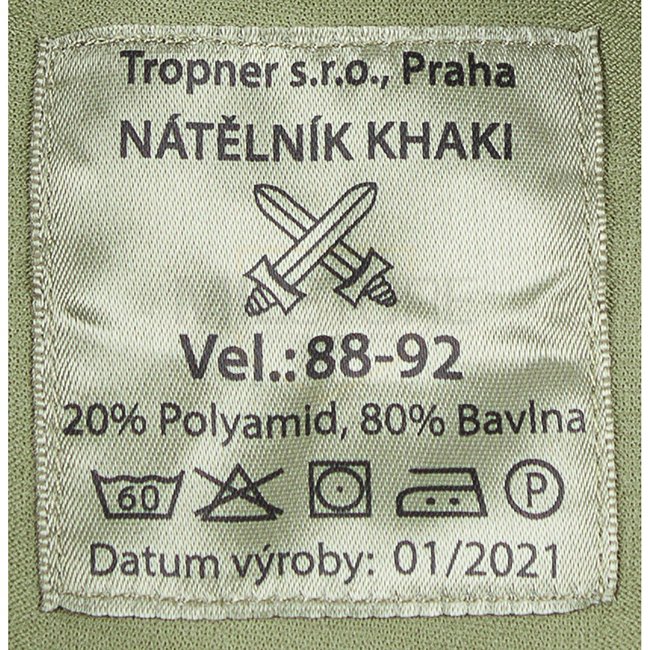 Tropner s.r.o., Praha
NÁTĚLNÍK KHAKI
Vel.:88-92
20% Polyamid, 80% Bavlna
60 P
Datum výroby: 01/2021